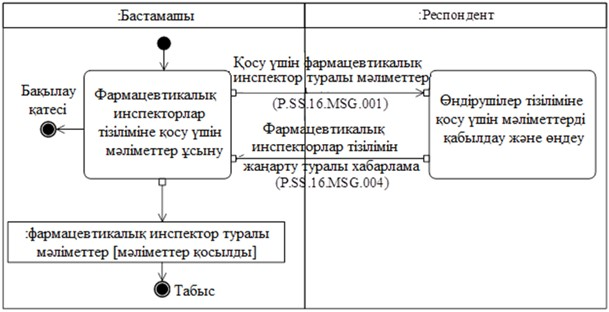 :Бастамашы
:Респондент
Қосу үшін фармацевтикалық
инспектор туралы мәліметтер
(P.SS.16.MSG.001)
Бақылау
қатесі
Фармацевтикалық
инспекторлар
тізіліміне қосу үшін
мәліметтер ұсыну
Өндірушілер тізіліміне
қосу үшін мәліметтерді
қабылдау және өңдеу
Фармацевтикалық
инспекторлар тізілімін
жаңарту туралы хабарлама
(P.SS.16.MSG.004)
:фармацевтикалық инспектор туралы
мәліметтер [мәліметтер қосылды]
Табыс